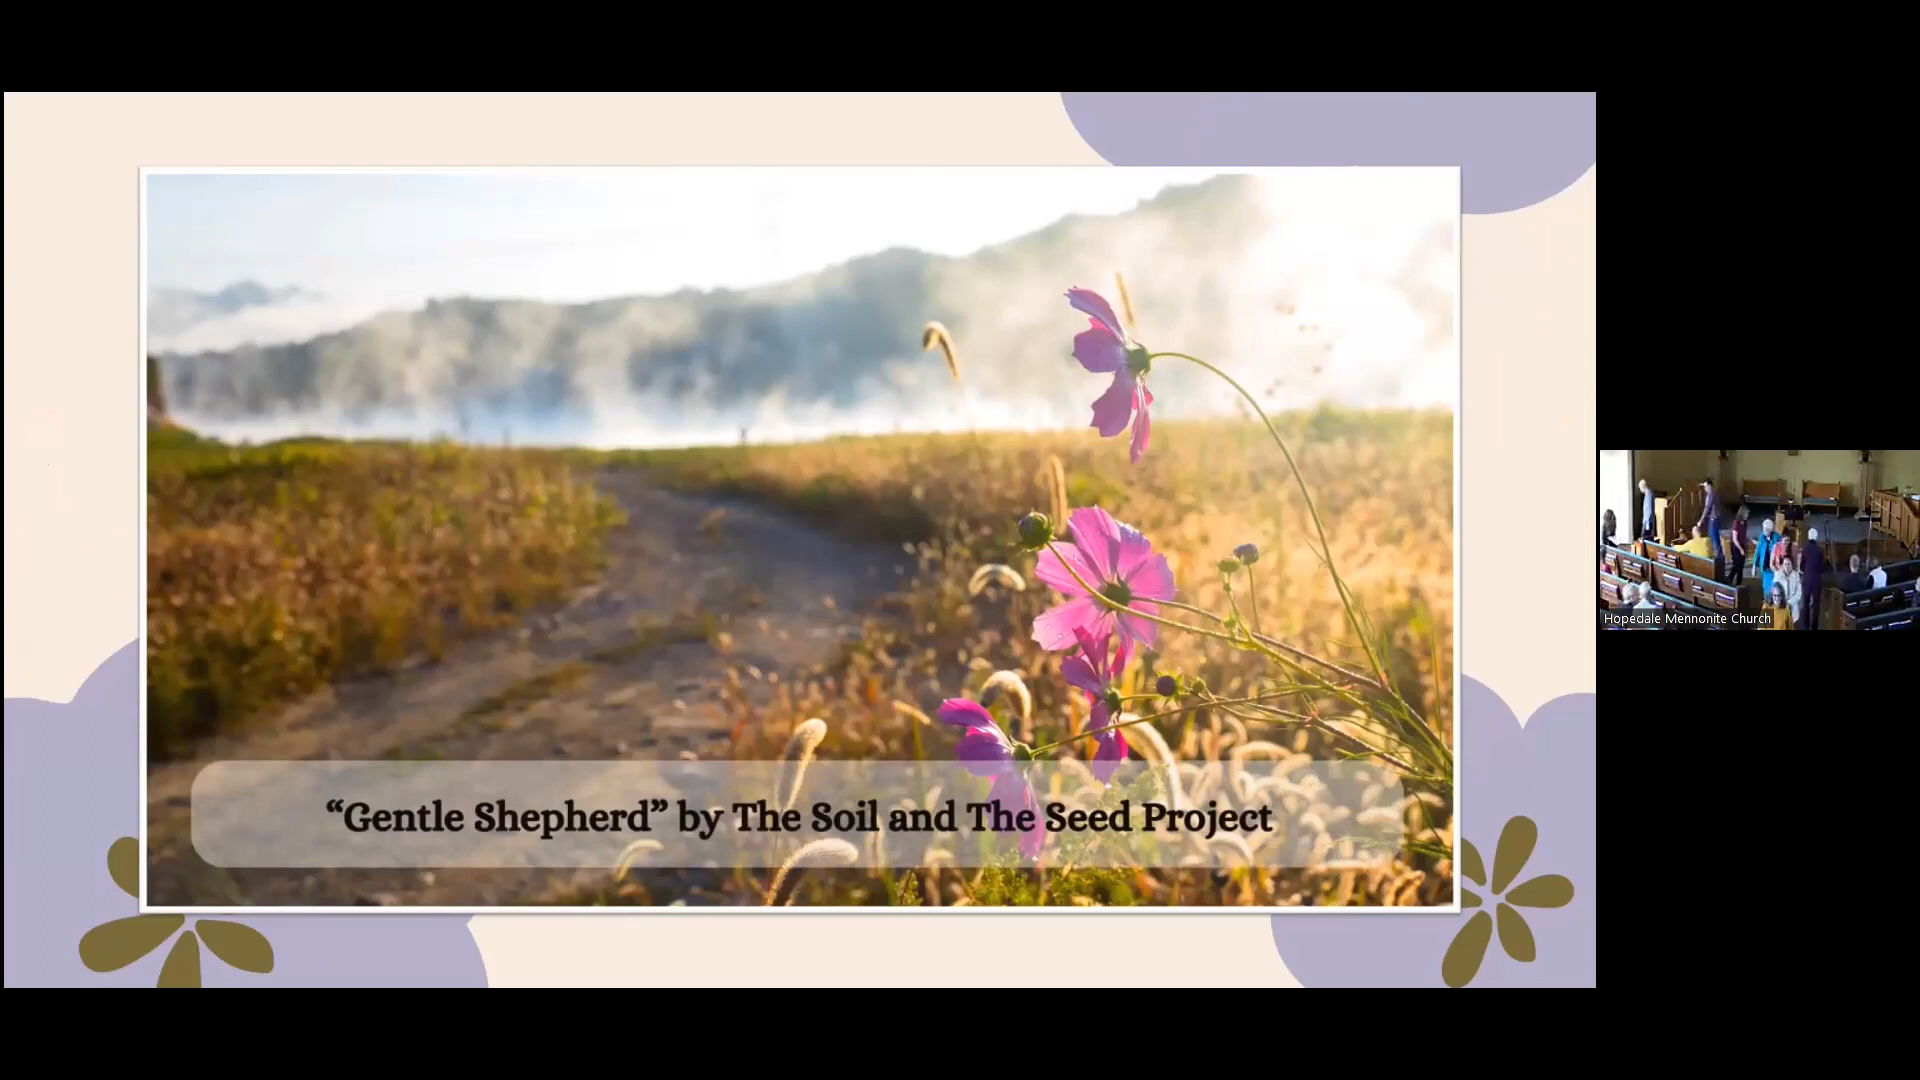 “Gentle Shepherd” by The Soil and The Seed Project
Hopedale Mennonite Church